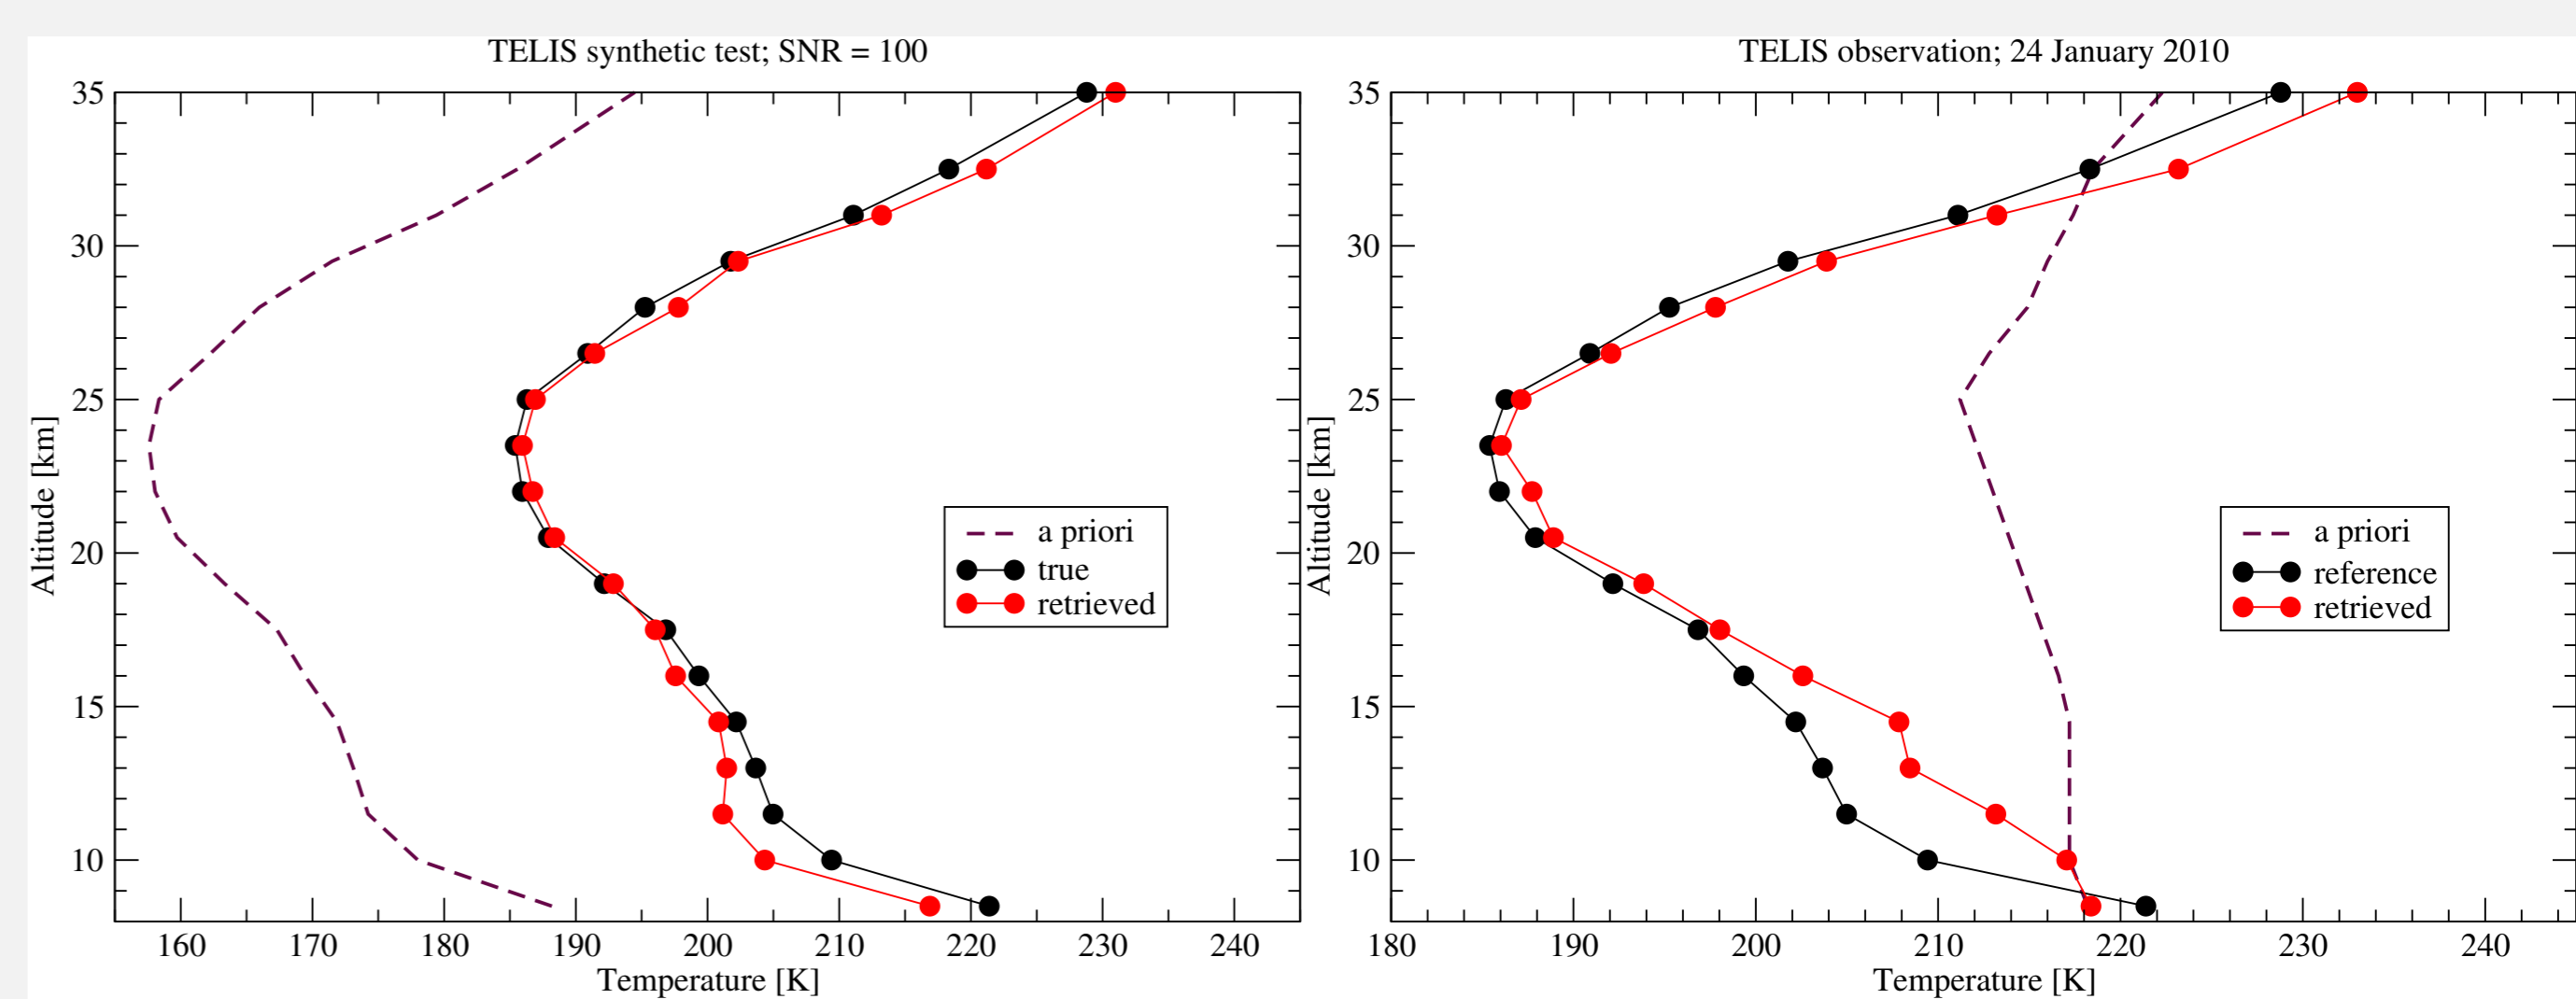 TELIS synthetic test; SNR = 100
35
30
25
20
15
10
Altitude [km]
160 170 180 190 200 210 220 230 240
Temperature [K]
a priori
true
retrieved
TELIS observation; 24 January 2010
35
30
25
20
15
10
Altitude [km]
180 190 200 210 220 230 240
Temperature [K]
a priori
reference
retrieved